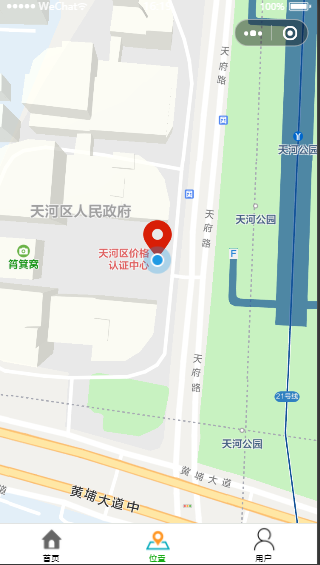 WeChat
100%
天府路
天河公园
天河区人民政府
天府路
天河公园
筲箕窝
天河区价格
认证中心
F
天府路
21号线
天河公园
黄埔大道
黄埔大道中
首页
位置
用户